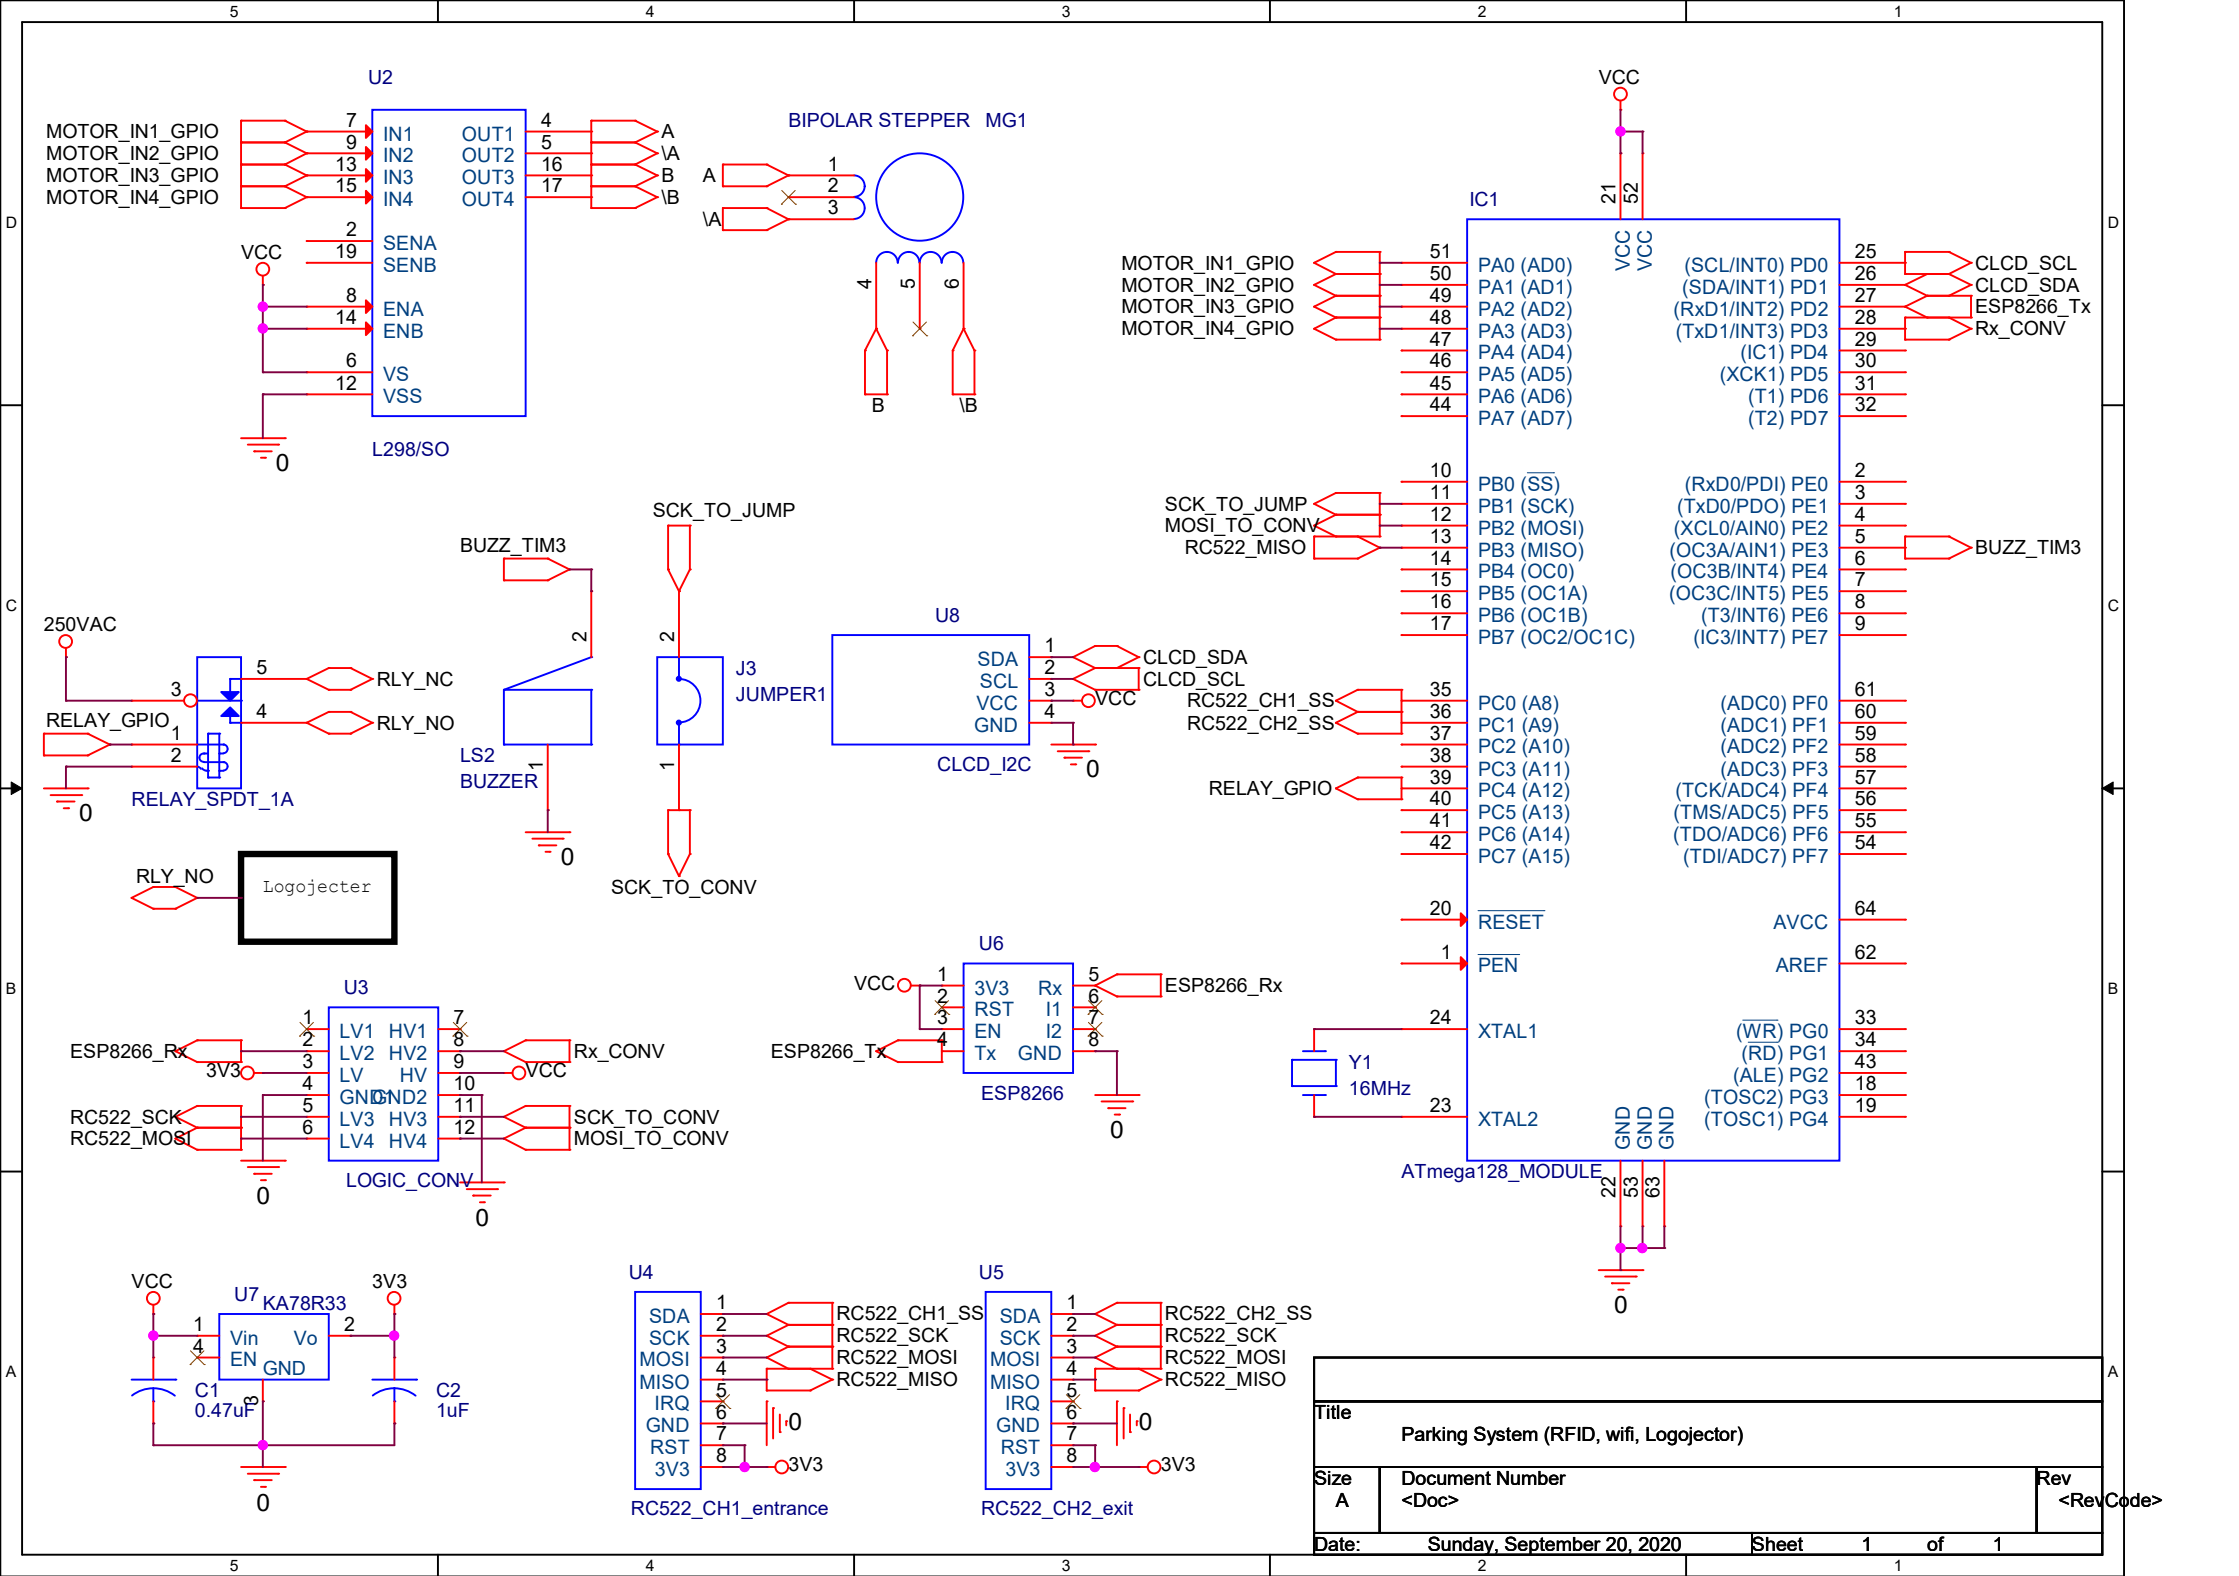 5 4 3 2 1
D
C
B
A
D
C
B
A
U2
MOTOR_IN1_GPIO 7 IN1 OUT1 4 A
MOTOR_IN2_GPIO 9 IN2 OUT2 5 \A
MOTOR_IN3_GPIO 13 IN3 OUT3 16 B
MOTOR_IN4_GPIO 15 IN4 OUT4 17 \B
2 SENA
19 SENB
VCC
8 ENA
14 ENB
6 VS
12 VSS
0
L298/SO
BIPOLAR STEPPER MG1
A 1
2
\A 3
4 5 6
B \B
VCC
21 52
IC1
VCC VCC
MOTOR_IN1_GPIO 51 PA0 (AD0) (SCL/INT0) PD0 25 CLCD_SCL
MOTOR_IN2_GPIO 50 PA1 (AD1) (SDA/INT1) PD1 26 CLCD_SDA
MOTOR_IN3_GPIO 49 PA2 (AD2) (RxD1/INT2) PD2 27 ESP8266_Tx
MOTOR_IN4_GPIO 48 PA3 (AD3) (TxD1/INT3) PD3 28 Rx_CONV
47 PA4 (AD4) (IC1) PD4 29
46 PA5 (AD5) (XCK1) PD5 30
45 PA6 (AD6) (T1) PD6 31
44 PA7 (AD7) (T2) PD7 32
10 PB0 (SS) (RxD0/PDI) PE0 2
SCK_TO_JUMP 11 PB1 (SCK) (TxD0/PDO) PE1 3
MOSI_TO_CONV 12 PB2 (MOSI) (XCL0/AIN0) PE2 4
RC522_MISO 13 PB3 (MISO) (OC3A/AIN1) PE3 5 BUZZ_TIM3
14 PB4 (OC0) (OC3B/INT4) PE4 6
15 PB5 (OC1A) (OC3C/INT5) PE5 7
16 PB6 (OC1B) (T3/INT6) PE6 8
17 PB7 (OC2/OC1C) (IC3/INT7) PE7 9
RC522_CH1_SS 35 PC0 (A8) (ADC0) PF0 61
RC522_CH2_SS 36 PC1 (A9) (ADC1) PF1 60
37 PC2 (A10) (ADC2) PF2 59
38 PC3 (A11) (ADC3) PF3 58
RELAY_GPIO 39 PC4 (A12) (TCK/ADC4) PF4 57
40 PC5 (A13) (TMS/ADC5) PF5 56
41 PC6 (A14) (TDO/ADC6) PF6 55
42 PC7 (A15) (TDI/ADC7) PF7 54
20 RESET AVCC 64
1 PEN AREF 62
24 XTAL1 (WR) PG0 33
(RD) PG1 34
Y1
16MHz
(ALE) PG2 43
(TOSC2) PG3 18
23 XTAL2 (TOSC1) PG4 19
GND GND GND
ATmega128_MODULE
22 53 63
0
250VAC
3
5 RLY_NC
4 RLY_NO
RELAY_GPIO
1
2
0
RELAY_SPDT_1A
RLY_NO
Logojecter
BUZZ_TIM3
2
LS2
BUZZER
1
0
SCK_TO_JUMP
2
J3
JUMPER1
1
SCK_TO_CONV
U8
SDA 1 CLCD_SDA
SCL 2 CLCD_SCL
VCC 3 VCC
GND 4
0
CLCD_I2C
U3
1 LV1 HV1 7
ESP8266_Rx 2 LV2 HV2 8 Rx_CONV
3V3 3 LV HV 9 VCC
4 GND1 GND2 10
RC522_SCK 5 LV3 HV3 11 SCK_TO_CONV
RC522_MOSI 6 LV4 HV4 12 MOSI_TO_CONV
LOGIC_CONV
0
0
U6
VCC 1 3V3 Rx 5 ESP8266_Rx
2 RST I1 6
3 EN I2 7
ESP8266_Tx 4 Tx GND 8
ESP8266
0
VCC
U7 KA78R33
3V3
1 Vin Vo 2
4 EN
GND
3
C1
0.47uF
C2
1uF
0
U4
SDA 1 RC522_CH1_SS
SCK 2 RC522_SCK
MOSI 3 RC522_MOSI
MISO 4 RC522_MISO
IRQ 5
GND 6 0
RST 7
3V3 8 3V3
RC522_CH1_entrance
U5
SDA 1 RC522_CH2_SS
SCK 2 RC522_SCK
MOSI 3 RC522_MOSI
MISO 4 RC522_MISO
IRQ 5
GND 6 0
RST 7
3V3 8 3V3
RC522_CH2_exit
Title
Parking System (RFID, wifi, Logojector)
Size Document Number Rev
A <Doc> <RevCode>
Date: Sunday, September 20, 2020 Sheet 1 of 1
5 4 3 2 1